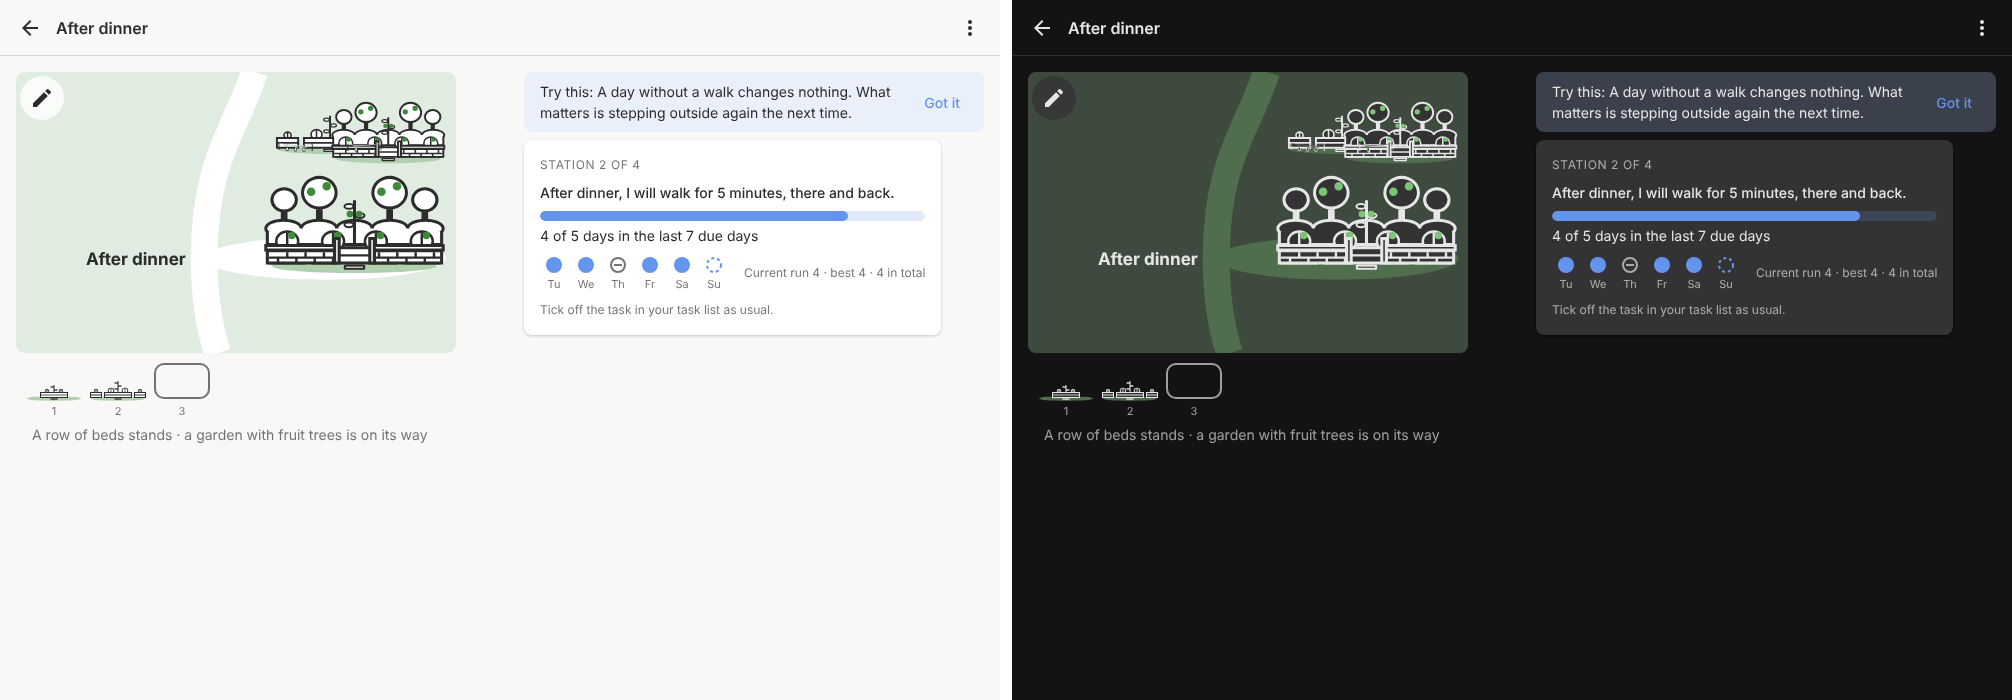 After dinner
Try this: A day without a walk changes nothing. What
matters is stepping outside again the next time.
Got it
After dinner
STATION 2 OF 4
After dinner, I will walk for 5 minutes, there and back.
4 of 5 days in the last 7 due days
Tu We Th Fr Sa Su
Current run 4 · best 4 · 4 in total
Tick off the task in your task list as usual.
1 2 3
A row of beds stands · a garden with fruit trees is on its way
After dinner
Try this: A day without a walk changes nothing. What
matters is stepping outside again the next time.
Got it
After dinner
STATION 2 OF 4
After dinner, I will walk for 5 minutes, there and back.
4 of 5 days in the last 7 due days
Tu We Th Fr Sa Su
Current run 4 · best 4 · 4 in total
Tick off the task in your task list as usual.
1 2 3
A row of beds stands · a garden with fruit trees is on its way